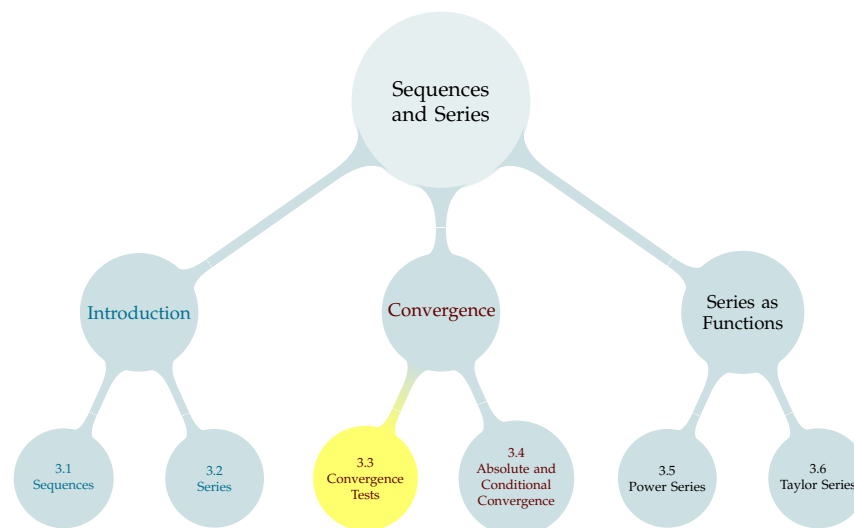 Sequences
and Series
Introduction
Convergence
Series as
Functions
3.1
Sequences
3.2
Series
3.3
Convergence
Tests
3.4
Absolute and
Conditional
Convergence
3.5
Power Series
3.6
Taylor Series